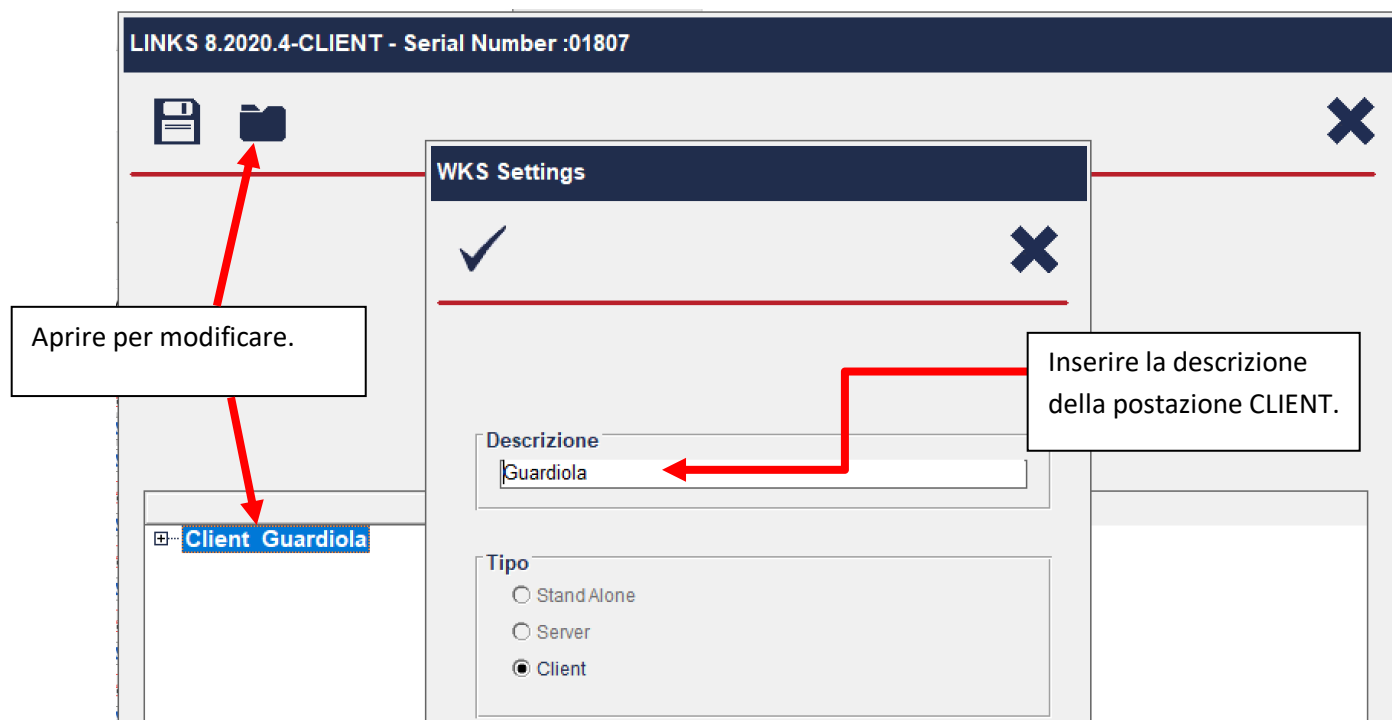 LINKS 8.2020.4-CLIENT - Serial Number :01807
WKS Settings
Aprire per modificare.
Inserire la descrizione
della postazione CLIENT.
Descrizione
Guardiola
Client Guardiola
Tipo
Stand Alone
Server
Client